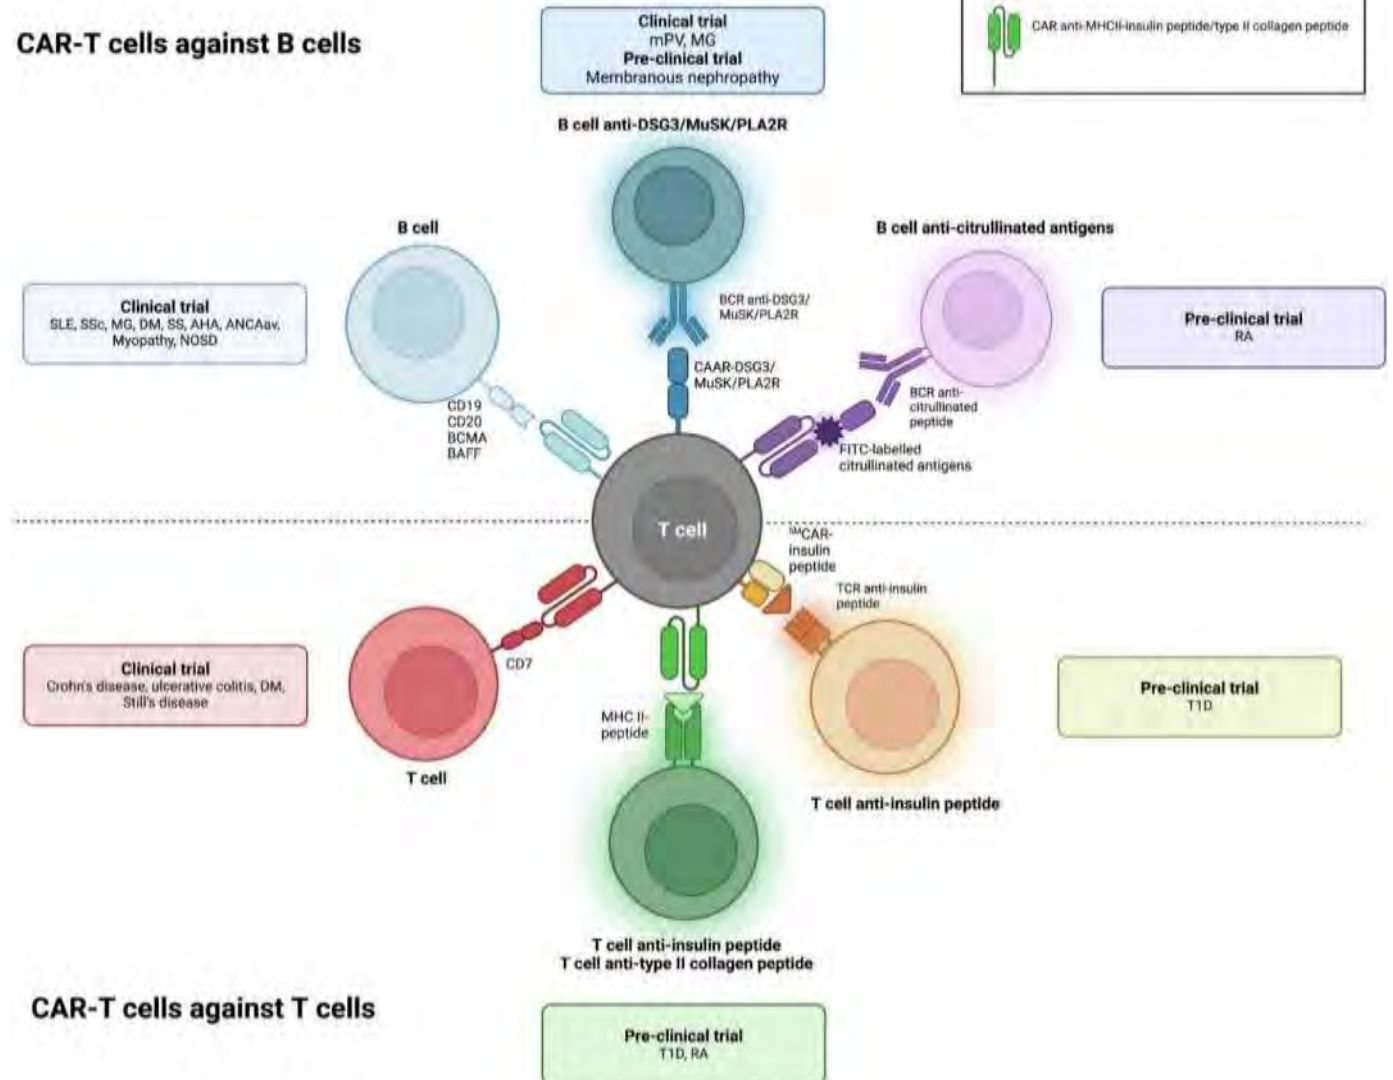 CAR-T cells against B cells
Clinical trial
mPV, MG
Pre-clinical trial
Membranous nephropathy
CAR anti-MHCII-insulin peptide/type II collagen peptide
B cell anti-DSG3/MuSK/PLA2R
B cell
B cell anti-citrullinated antigens
Clinical trial
SLE, SSc, MG, DM, SS, AHA, ANCAav,
Myopathy, NOSD
BCR anti-DSG3/
MuSK/PLA2R
Pre-clinical trial
RA
CAAR-DSG3/
MuSK/PLA2R
CD19
CD20
BCMA
BAFF
BCR anti-
citrullinated
peptide
FITC-labelled
citrullinated antigens
T cell
5MCAR-
insulin
peptide
TCR anti-insulin
peptide
Clinical trial
Crohn's disease, ulcerative colitis, DM,
Still's disease
CD7
MHC II-
peptide
Pre-clinical trial
T1D
T cell
T cell anti-insulin peptide
T cell anti-insulin peptide
T cell anti-type II collagen peptide
CAR-T cells against T cells
Pre-clinical trial
T1D, RA